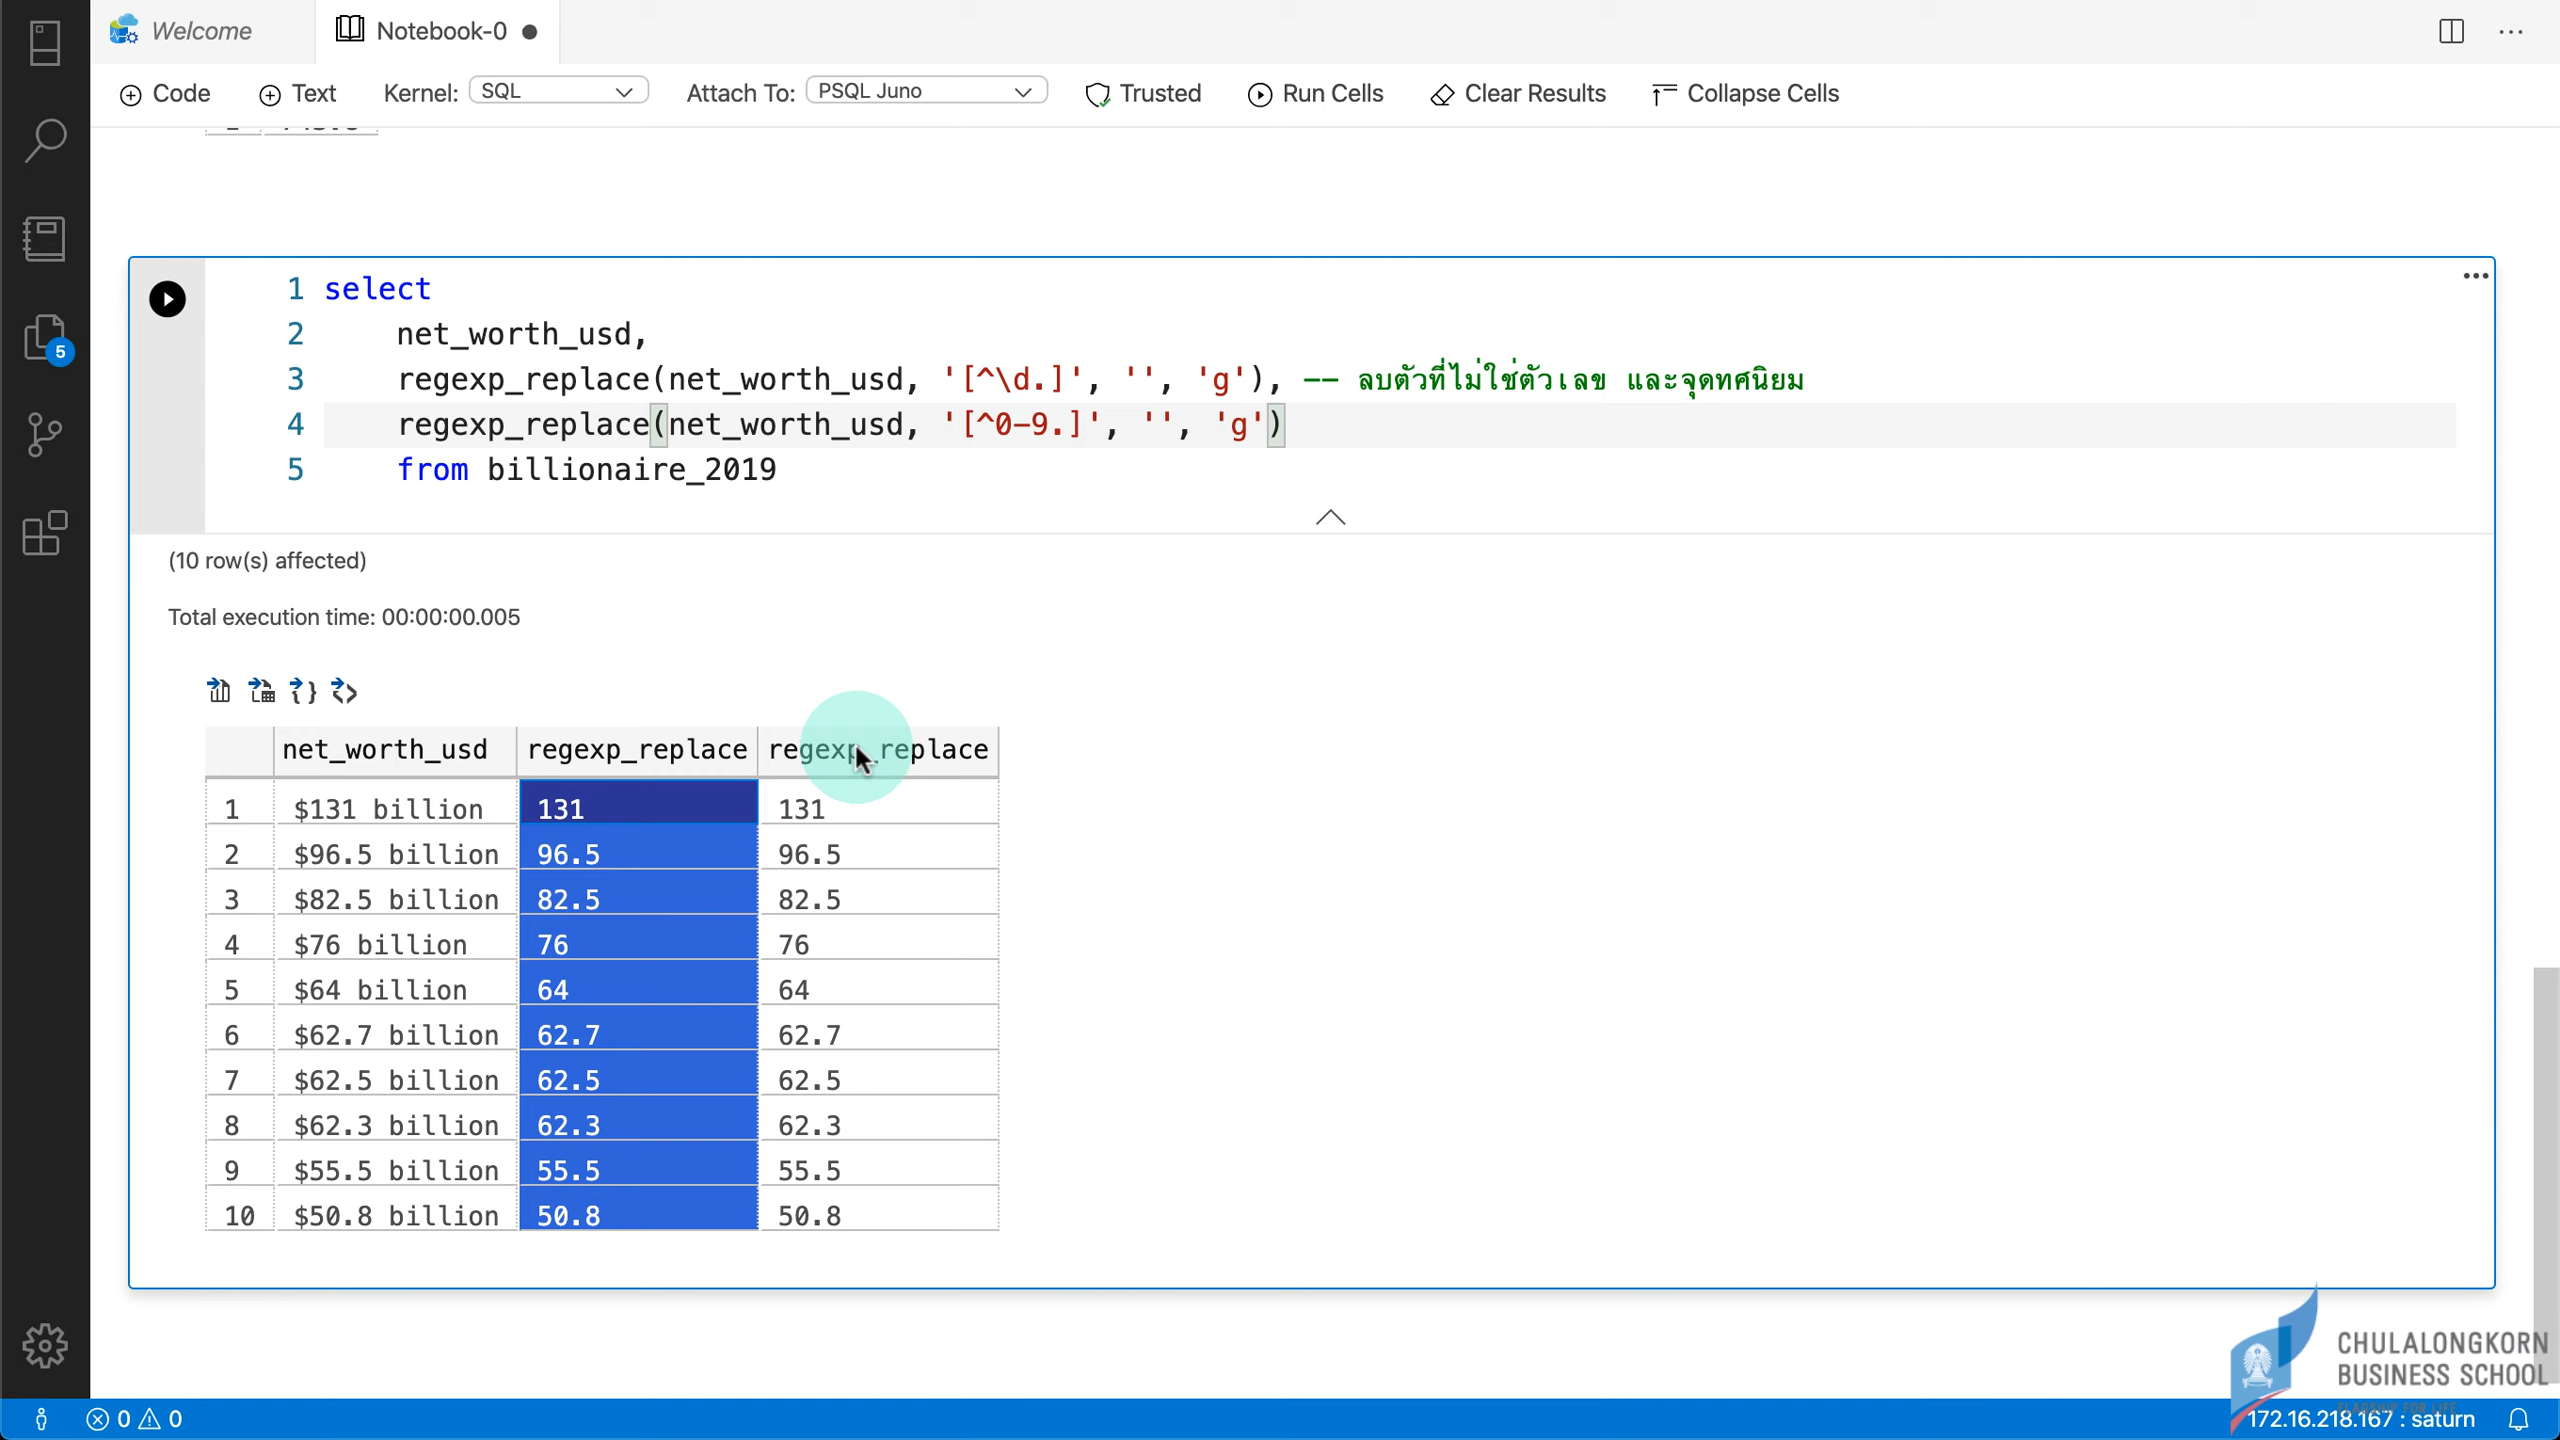 Welcome
Notebook-0
Code
Text
Kernel: SQL
Attach To: PSQL Juno
Trusted
Run Cells
Clear Results
Collapse Cells
1 select
2 net_worth_usd,
3 regexp_replace(net_worth_usd, '[^\d.]', '', 'g'), -- ลบตัวที่ไม่ใช่ตัวเลข และจุดทศนิยม
4 regexp_replace(net_worth_usd, '[^0-9.]', '', 'g')
5 from billionaire_2019
(10 row(s) affected)
Total execution time: 00:00:00.005
net_worth_usd regexp_replace regexp_replace
1 $131 billion 131 131
2 $96.5 billion 96.5 96.5
3 $82.5 billion 82.5 82.5
4 $76 billion 76 76
5 $64 billion 64 64
6 $62.7 billion 62.7 62.7
7 $62.5 billion 62.5 62.5
8 $62.3 billion 62.3 62.3
9 $55.5 billion 55.5 55.5
10 $50.8 billion 50.8 50.8
5
CHULALONGKORN
BUSINESS SCHOOL
FLAGSHIP FOR LIFE
0 0
172.16.218.167 : saturn